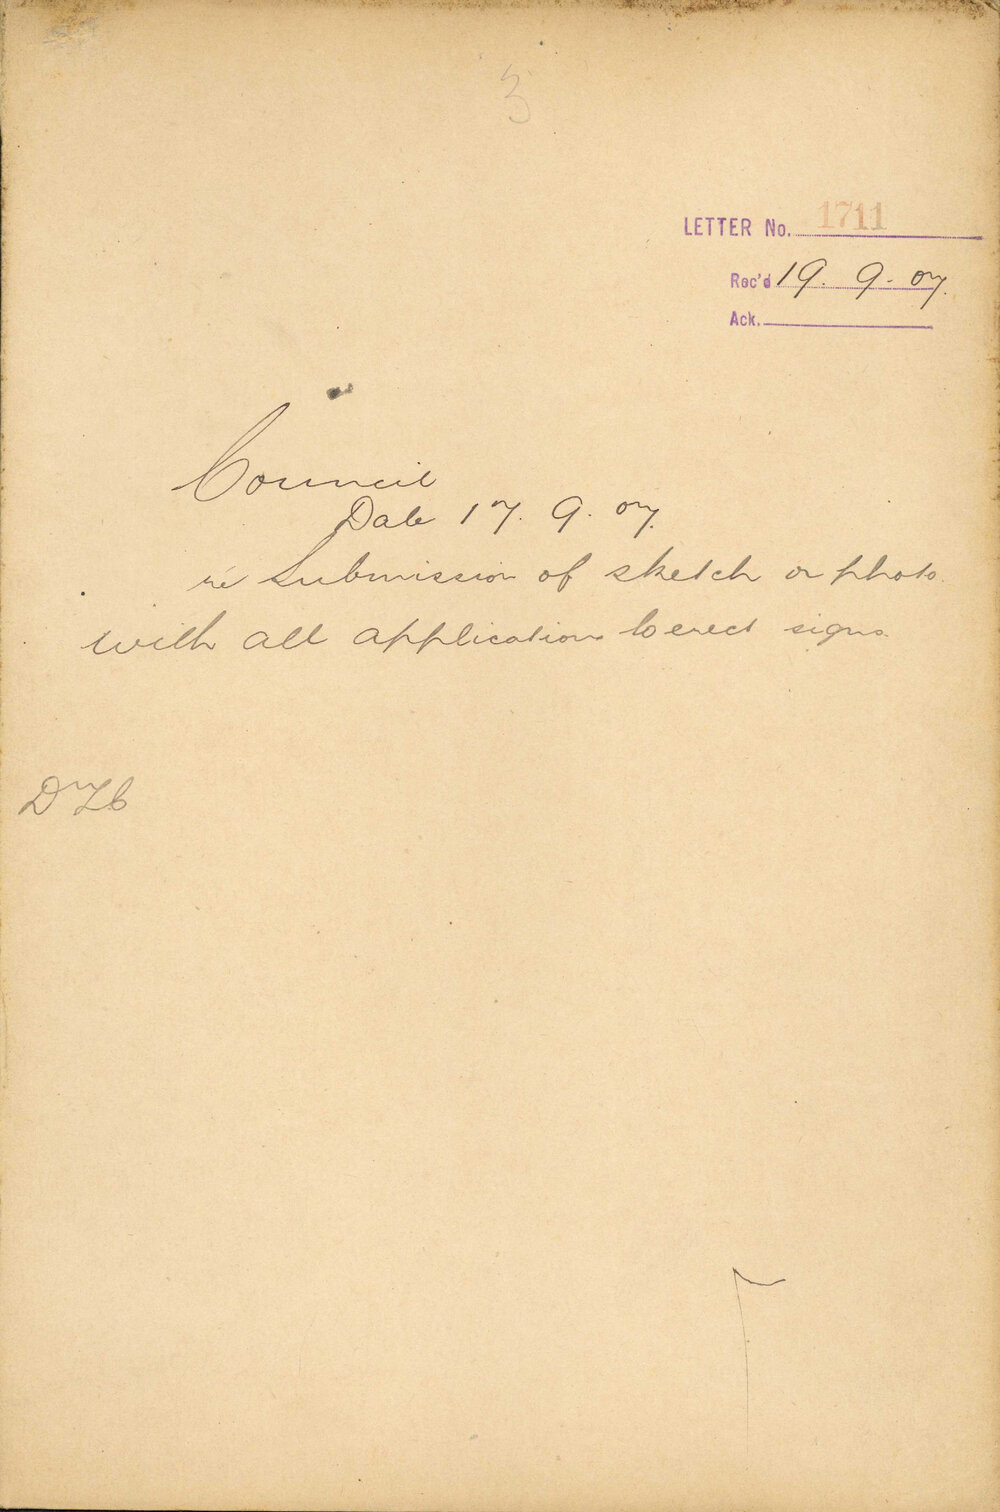 3
LETTER No. 1711
Rec'd 19. 9. 07.
Ack.
Council
Date 17. 9. 07.
re Submission of sketch or photo.
with all applications to erect signs.